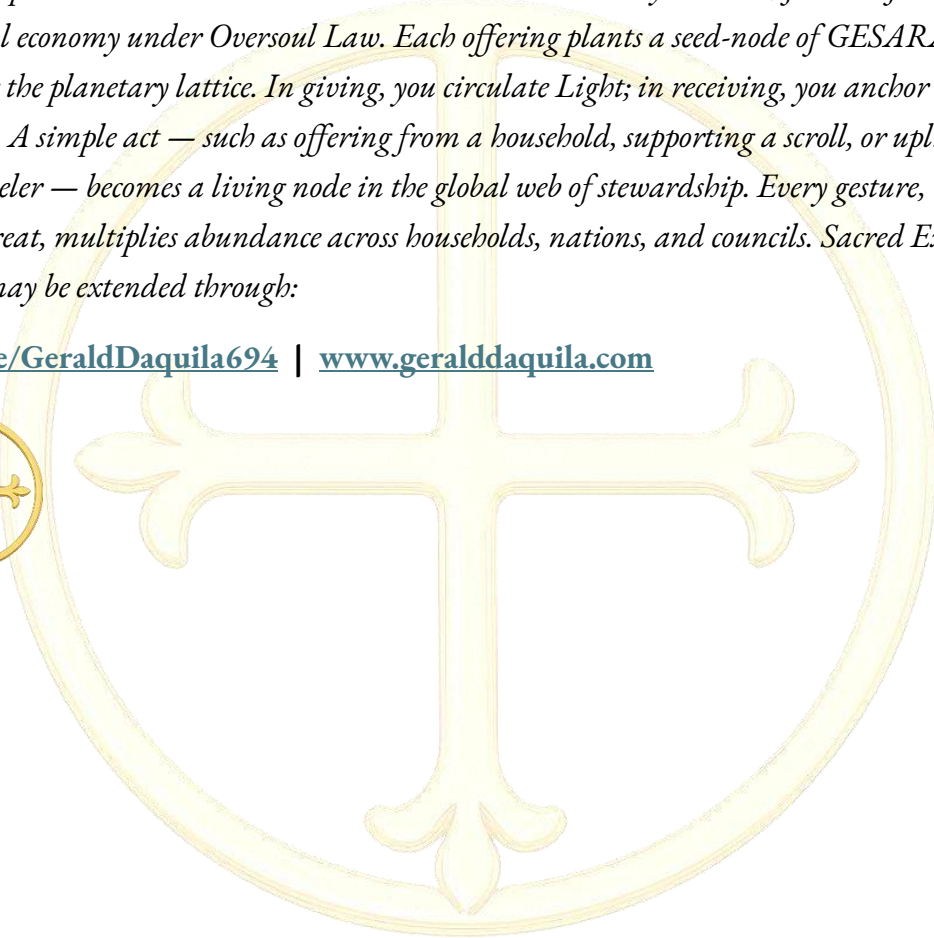 l economy under Oversoul Law. Each offering plants a seed-node of GESARA
the planetary lattice. In giving, you circulate Light; in receiving, you anchor
A simple act — such as offering from a household, supporting a scroll, or upl
eler — becomes a living node in the global web of stewardship. Every gesture,
reat, multiplies abundance across households, nations, and councils. Sacred Ex
may be extended through:
e/GeraldDaquila694 | www.geralddaquila.com